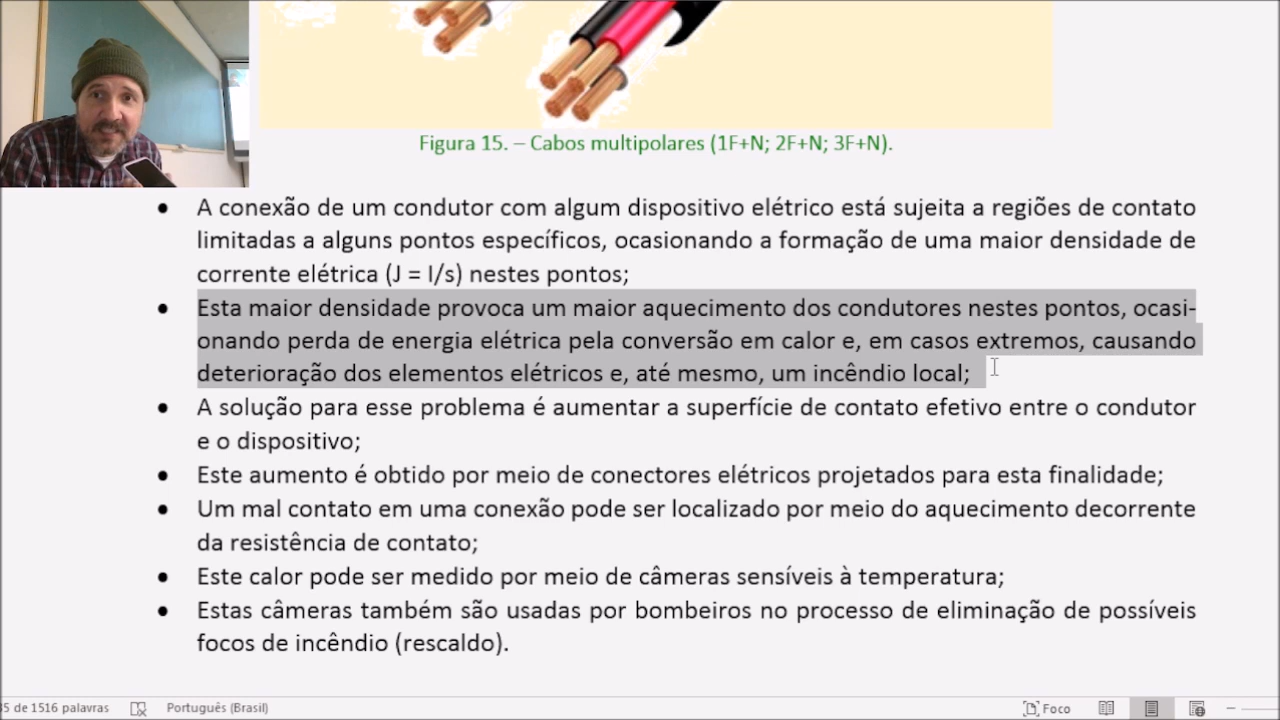 Figura 15. – Cabos multipolares (1F+N; 2F+N; 3F+N).
• A conexão de um condutor com algum dispositivo elétrico está sujeita a regiões de contato
limitadas a alguns pontos específicos, ocasionando a formação de uma maior densidade de
corrente elétrica (J = I/s) nestes pontos;
• Esta maior densidade provoca um maior aquecimento dos condutores nestes pontos, ocasi-
onando perda de energia elétrica pela conversão em calor e, em casos extremos, causando
deterioração dos elementos elétricos e, até mesmo, um incêndio local;
• A solução para esse problema é aumentar a superfície de contato efetivo entre o condutor
e o dispositivo;
• Este aumento é obtido por meio de conectores elétricos projetados para esta finalidade;
• Um mal contato em uma conexão pode ser localizado por meio do aquecimento decorrente
da resistência de contato;
• Este calor pode ser medido por meio de câmeras sensíveis à temperatura;
• Estas câmeras também são usadas por bombeiros no processo de eliminação de possíveis
focos de incêndio (rescaldo).
de 1516 palavras Português (Brasil) Foco